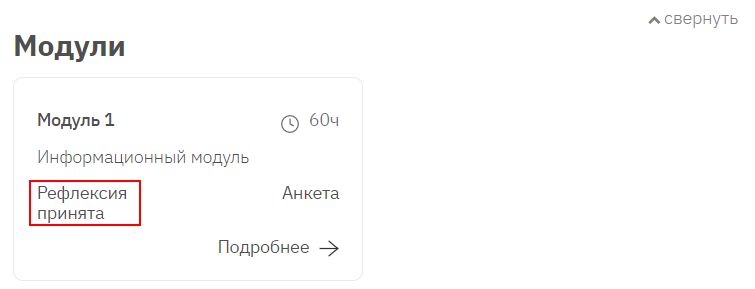 свернуть
Модули
Модуль 1
60ч
Информационный модуль
Рефлексия
принята
Анкета
Подробнее